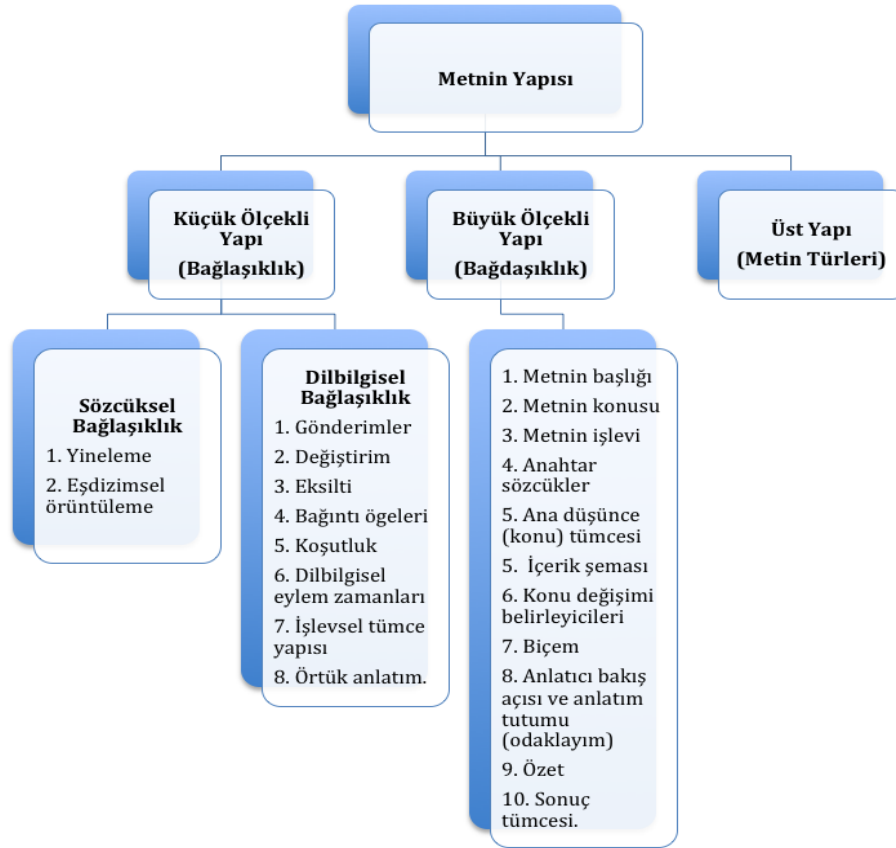 Metnin Yapısı
Küçük Ölçekli
Yapı
(Bağlaşıklık)
Büyük Ölçekli
Yapı
(Bağdaşıklık)
Üst Yapı
(Metin Türleri)
Sözcüksel
Bağlaşıklık
1. Yineleme
2. Eşdizimsel
örüntüleme
Dilbilgisel
Bağlaşıklık
1. Gönderimler
2. Değiştirim
3. Eksilti
4. Bağıntı ögeleri
5. Koşutluk
6. Dilbilgisel
eylem zamanları
7. İşlevsel tümce
yapısı
8. Örtük anlatım.
1. Metnin başlığı
2. Metnin konusu
3. Metnin işlevi
4. Anahtar
sözcükler
5. Ana düşünce
(konu) tümcesi
5. İçerik şeması
6. Konu değişimi
belirleyicileri
7. Biçem
8. Anlatıcı bakış
açısı ve anlatım
tutumu
(odaklayım)
9. Özet
10. Sonuç
tümcesi.